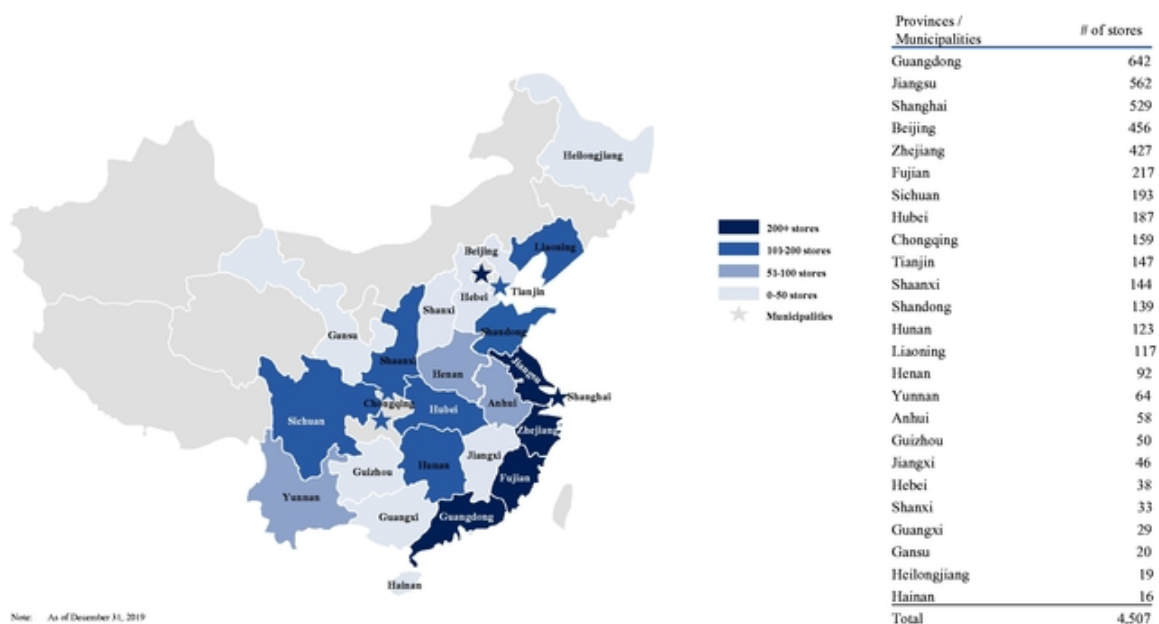 Provinces /
Municipalities
# of stores
Guangdong 642
Jiangsu 562
Shanghai 529
Beijing 456
Zhejiang 427
Fujian 217
Sichuan 193
Hubei 187
Chongqing 159
Tianjin 147
Shaanxi 144
Shandong 139
Hunan 123
Liaoning 117
Henan 92
Yunnan 64
Anhui 58
Guizhou 50
Jiangxi 46
Hebei 38
Shanxi 33
Guangxi 29
Gansu 20
Heilongjiang 19
Hainan 16
Total 4,507
Heilongjiang
Liaoning
Beijing
Tianjin
Hebei
Shanxi
Gansu
Shandong
Shaanxi
Henan
Jiangsu
Shanghai
Chongqing
Anhui
Sichuan
Hubei
Zhejiang
Jiangxi
Guizhou
Hunan
Fujian
Yunnan
Guangxi
Guangdong
Hainan
200+ stores
101-200 stores
51-100 stores
0-50 stores
Municipalities
Note: As of December 31, 2019